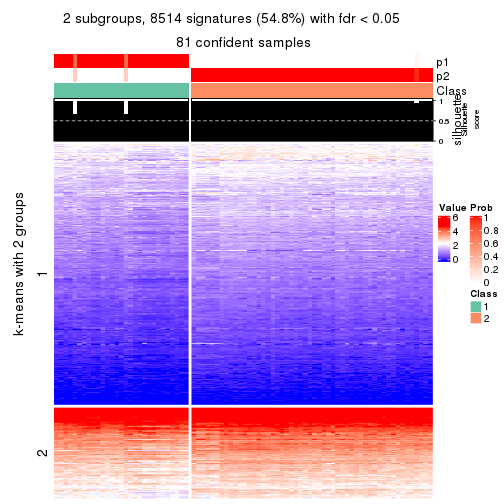 2 subgroups, 8514 signatures (54.8%) with fdr < 0.05
81 confident samples
p1
p2
Class
silhouette
Silhouette
score
1
0.5
0
k-means with 2 groups
1
2
Value
6
4
2
0
Prob
1
0.8
0.6
0.4
0.2
0
Class
1
2